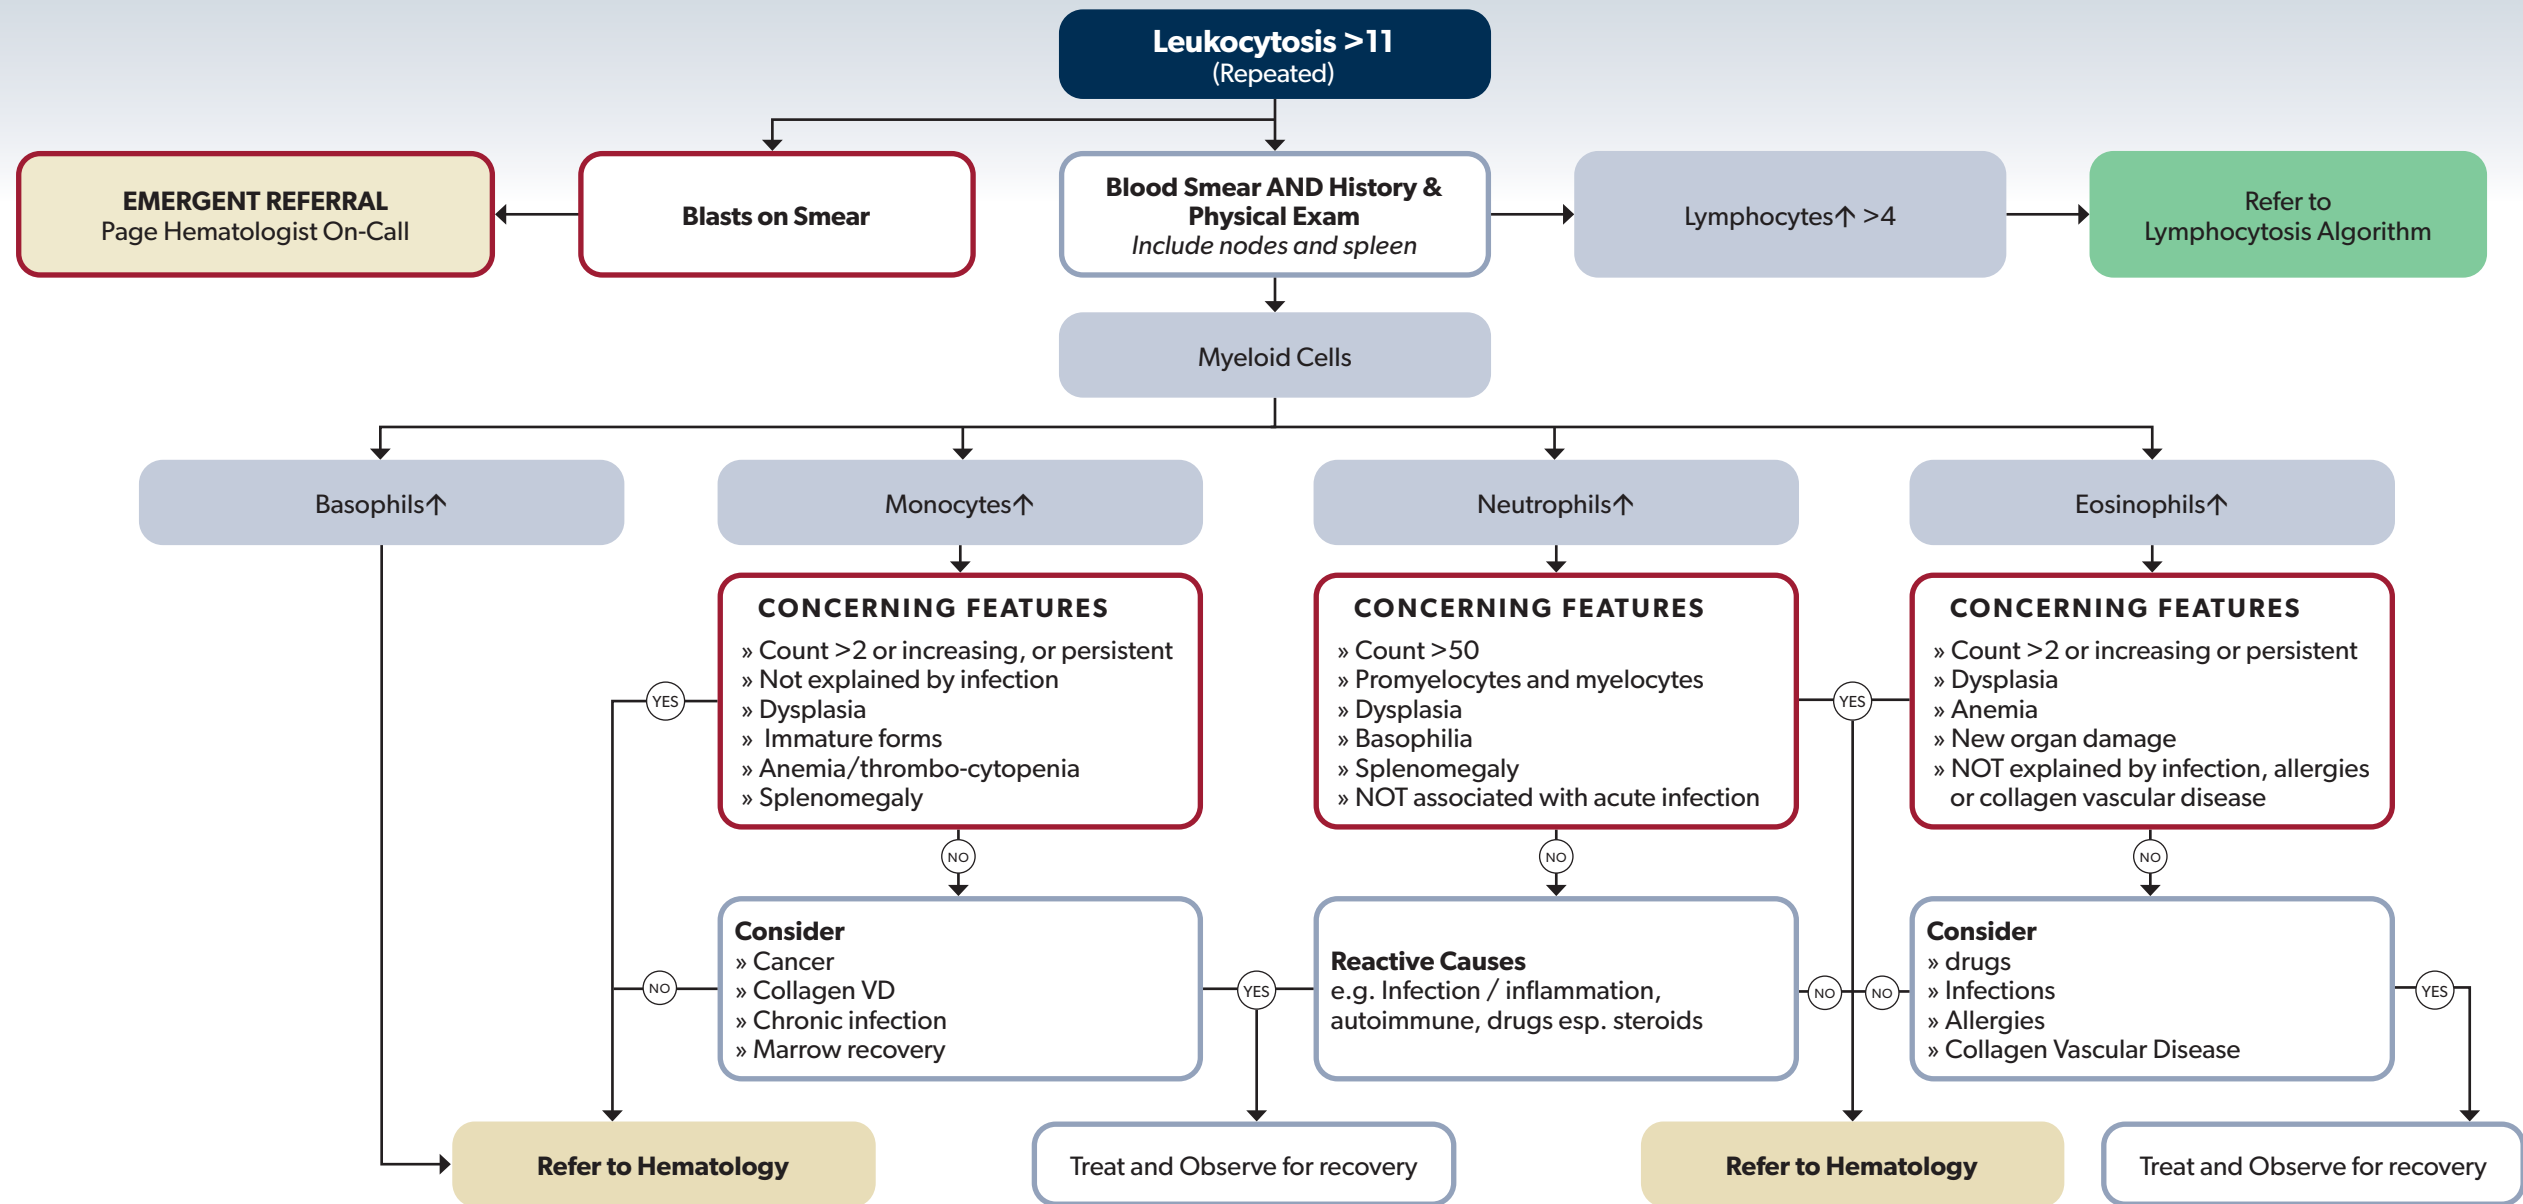 Leukocytosis >11
(Repeated)
EMERGENT REFERRAL
Page Hematologist On-Call
Blasts on Smear
Blood Smear AND History &
Physical Exam
Include nodes and spleen
Lymphocytes↑ >4
Refer to
Lymphocytosis Algorithm
Myeloid Cells
Basophils↑
Monocytes↑
Neutrophils↑
Eosinophils↑
CONCERNING FEATURES
» Count >2 or increasing, or persistent
» Not explained by infection
» Dysplasia
» Immature forms
» Anemia/thrombo-cytopenia
» Splenomegaly
YES
CONCERNING FEATURES
» Count >50
» Promyelocytes and myelocytes
» Dysplasia
» Basophilia
» Splenomegaly
» NOT associated with acute infection
YES
CONCERNING FEATURES
» Count >2 or increasing or persistent
» Dysplasia
» Anemia
» New organ damage
» NOT explained by infection, allergies
or collagen vascular disease
NO
NO
NO
NO
Consider
» Cancer
» Collagen VD
» Chronic infection
» Marrow recovery
YES
Reactive Causes
e.g. Infection / inflammation,
autoimmune, drugs esp. steroids
NO
NO
Consider
» drugs
» Infections
» Allergies
» Collagen Vascular Disease
YES
Refer to Hematology
Treat and Observe for recovery
Refer to Hematology
Treat and Observe for recovery